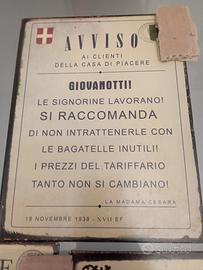 AVVISO
AI CLIENTI
DELLA CASA DI PIACERE
GIOVANOTTI!
LE SIGNORINE LAVORANO!
SI RACCOMANDA
DI NON INTRATTENERLE CON
LE BAGATELLE INUTILI!
I PREZZI DEL TARIFFARIO
TANTO NON SI CAMBIANO!
LA MADAMA CESARA
18 NOVEMBRE 1938 - XVII EF